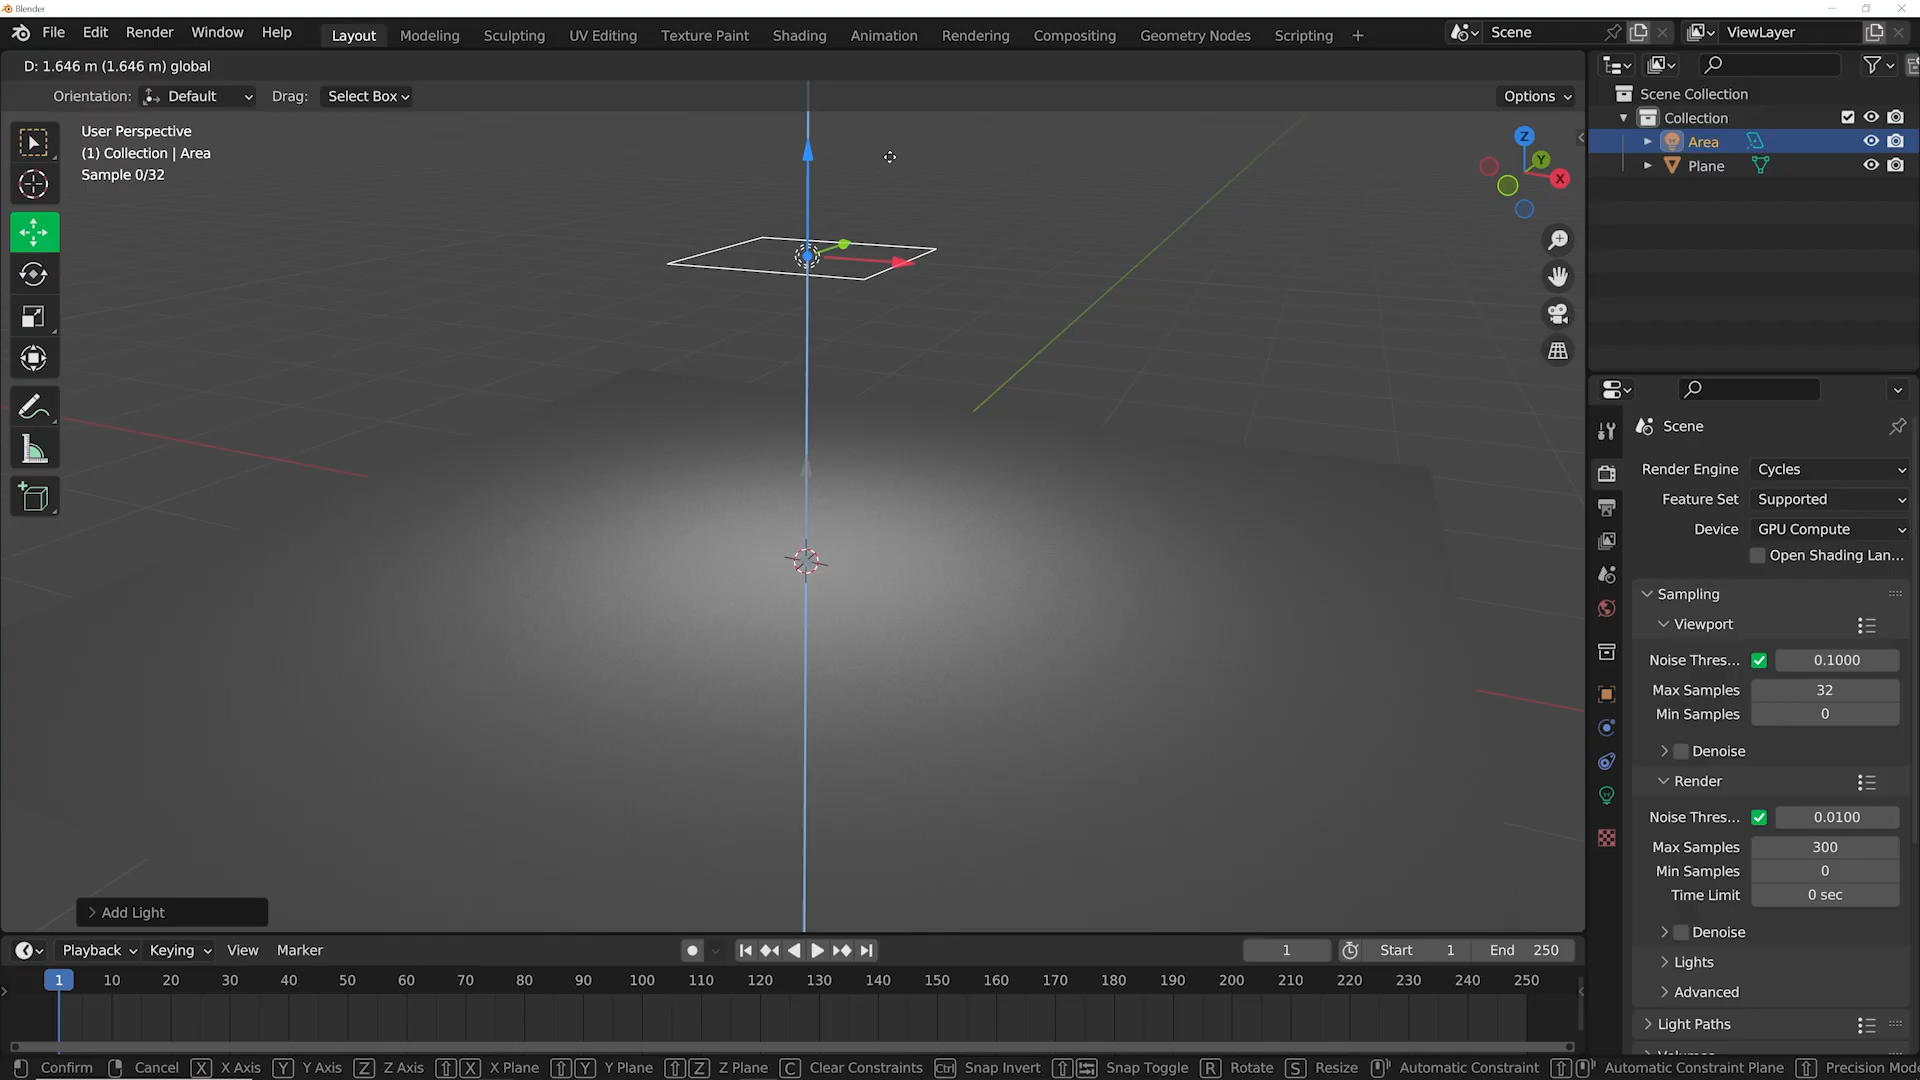 Blender
File Edit Render Window Help Layout Modeling Sculpting UV Editing Texture Paint Shading Animation Rendering Compositing Geometry Nodes Scripting + Scene ViewLayer
D: 1.646 m (1.646 m) global
Orientation: Default Drag: Select Box Options
User Perspective
(1) Collection | Area
Sample 0/32
Z
Y
X
Add Light
Scene Collection
Collection
Area
Plane
Scene
Render Engine Cycles
Feature Set Supported
Device GPU Compute
Open Shading Lan...
Sampling
Viewport
Noise Thres... 0.1000
Max Samples 32
Min Samples 0
Denoise
Render
Noise Thres... 0.0100
Max Samples 300
Min Samples 0
Time Limit 0 sec
Denoise
Lights
Advanced
Light Paths
Playback Keying View Marker 1 Start 1 End 250
1 10 20 30 40 50 60 70 80 90 100 110 120 130 140 150 160 170 180 190 200 210 220 230 240 250
Confirm Cancel X X Axis Y Y Axis Z Z Axis X X Plane Y Y Plane Z Z Plane C Clear Constraints Ctrl Snap Invert Snap Toggle R Rotate S Resize Automatic Constraint Automatic Constraint Plane Precision Mode